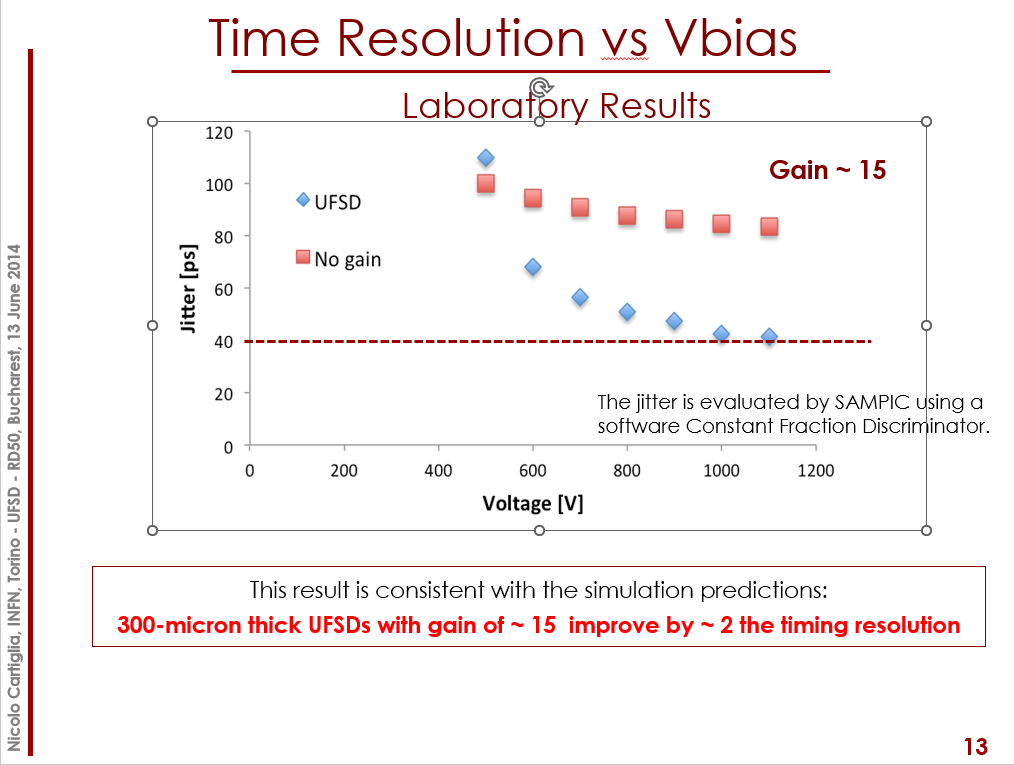 Time Resolution vs Vbias
Laboratory Results
Gain ~ 15
UFSD
No gain
Jitter [ps]
120
100
80
60
40
20
0
0 200 400 600 800 1000 1200
Voltage [V]
The jitter is evaluated by SAMPIC using a
software Constant Fraction Discriminator.
This result is consistent with the simulation predictions:
300-micron thick UFSDs with gain of ~ 15 improve by ~ 2 the timing resolution
Nicolo Cartiglia, INFN, Torino - UFSD - RD50, Bucharest, 13 June 2014
13